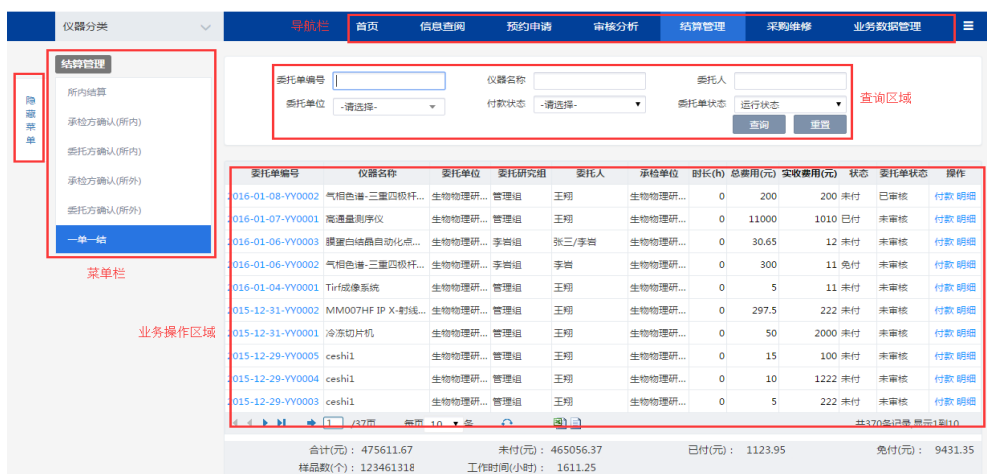 仪器分类 导航栏 首页 信息查阅 预约申请 审核分析 结算管理 采购维修 业务数据管理
结算管理
所内结算
承检方确认(所内)
委托方确认(所内)
承检方确认(所外)
委托方确认(所外)
一单一结
隐藏菜单
菜单栏
委托单编号 仪器名称 委托人
委托单位 -请选择- 付款状态 -请选择- 委托单状态 运行状态
查询 重置
查询区域
业务操作区域
委托单编号 仪器名称 委托单位 委托研究组 委托人 承检单位 时长(h) 总费用(元) 实收费用(元) 状态 委托单状态 操作
2016-01-08-YY0002 气相色谱-三重四极杆... 生物物理研... 管理组 王翔 生物物理研... 0 200 200 未付 已审核 付款 明细
2016-01-07-YY0001 高通量测序仪 生物物理研... 管理组 王翔 生物物理研... 0 11000 1010 已付 未审核 付款 明细
2016-01-06-YY0003 膜蛋白结晶自动化点... 生物物理研... 李岩组 张三/李岩 生物物理研... 0 30.65 12 未付 未审核 付款 明细
2016-01-06-YY0002 气相色谱-三重四极杆... 生物物理研... 李岩组 李岩 生物物理研... 0 300 11 免付 未审核 付款 明细
2016-01-04-YY0001 Tirf成像系统 生物物理研... 管理组 王翔 生物物理研... 0 5 11 未付 未审核 付款 明细
2015-12-31-YY0002 MM007HF IP X-射线... 生物物理研... 管理组 王翔 生物物理研... 0 297.5 222 未付 未审核 付款 明细
2015-12-31-YY0001 冷冻切片机 生物物理研... 管理组 王翔 生物物理研... 0 50 2000 未付 未审核 付款 明细
2015-12-29-YY0005 ceshi1 生物物理研... 管理组 王翔 生物物理研... 0 15 100 未付 未审核 付款 明细
2015-12-29-YY0004 ceshi1 生物物理研... 管理组 王翔 生物物理研... 0 10 1222 未付 未审核 付款 明细
2015-12-29-YY0003 ceshi1 生物物理研... 管理组 王翔 生物物理研... 0 5 222 未付 未审核 付款 明细
1 /37页 每页 10 条 共370条记录 显示1到10
合计(元)： 475611.67 未付(元)： 465056.37 已付(元)： 1123.95 免付(元)： 9431.35
样品数(个)：123461318 工作时间(小时)： 1611.25